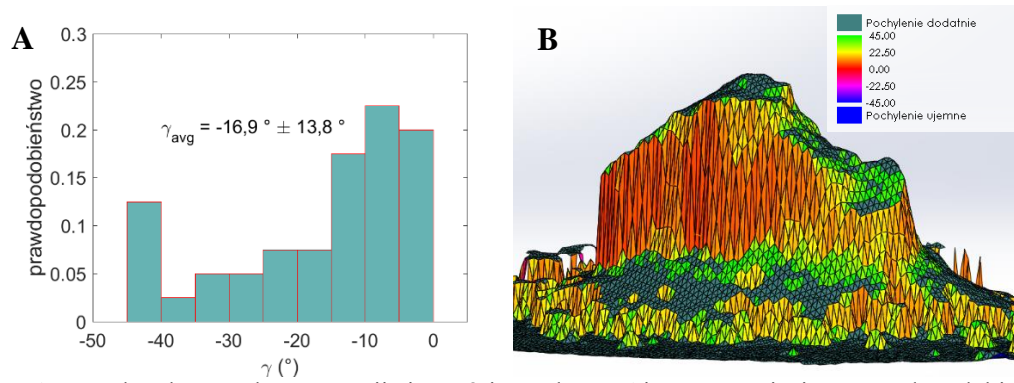 A
0.3
0.25
0.2
0.15
0.1
0.05
0
prawdopodobieństwo
γavg = -16,9 ° ± 13,8 °
-50
-40
-30
-20
-10
0
γ (°)
B
Pochylenie dodatnie
45.00
22.50
0.00
-22.50
-45.00
Pochylenie ujemne